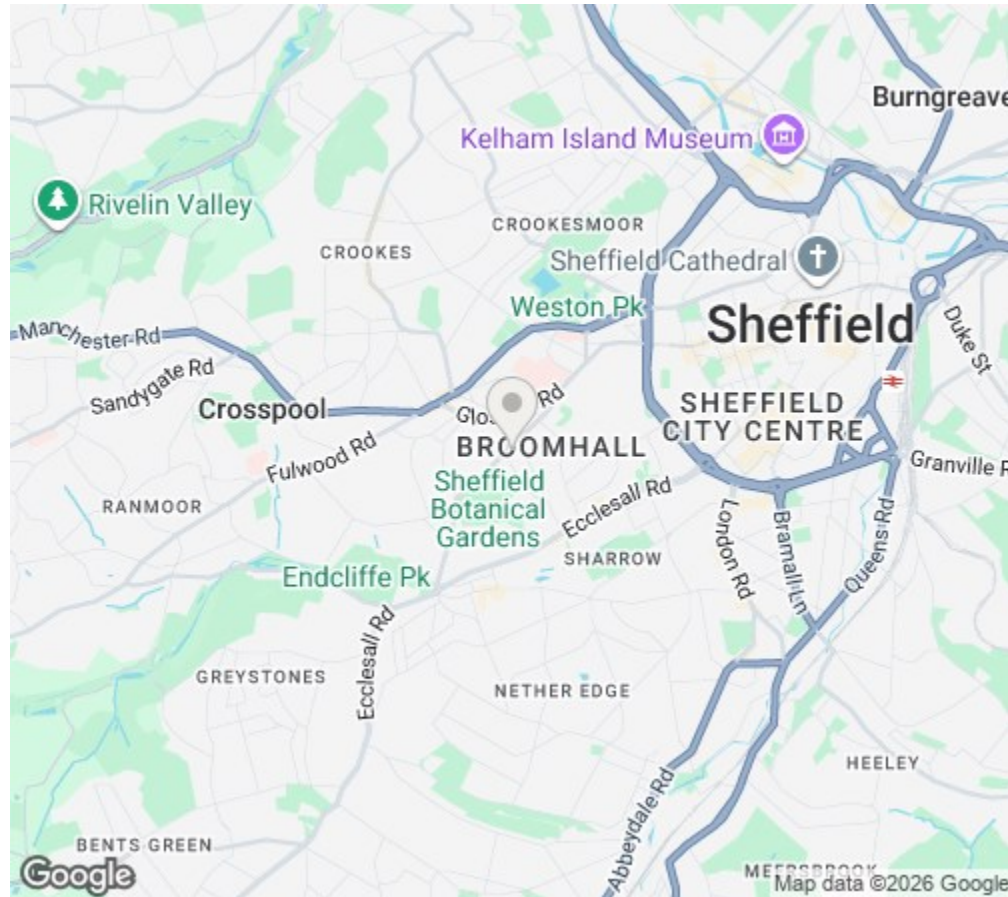 Burngreave
Kelham Island Museum
Rivelin Valley
CROOKESMOOR
CROOKES
Sheffield Cathedral
Weston Pk
Sheffield
Manchester Rd
Duke St
Sandygate Rd
Crosspool
Rd
SHEFFIELD
CITY CENTRE
BROOMHALL
Fulwood Rd
Granville R
Sheffield
Botanical
Gardens
RANMOOR
Ecclesall Rd
London Rd
Bramall Ln
Queens Rd
SHARROW
Endcliffe Pk
Ecclesall Rd
GREYSTONES
NETHER EDGE
HEELEY
Abbeydale Rd
BENTS GREEN
MEERSBROOK
Google
Map data ©2026 Google